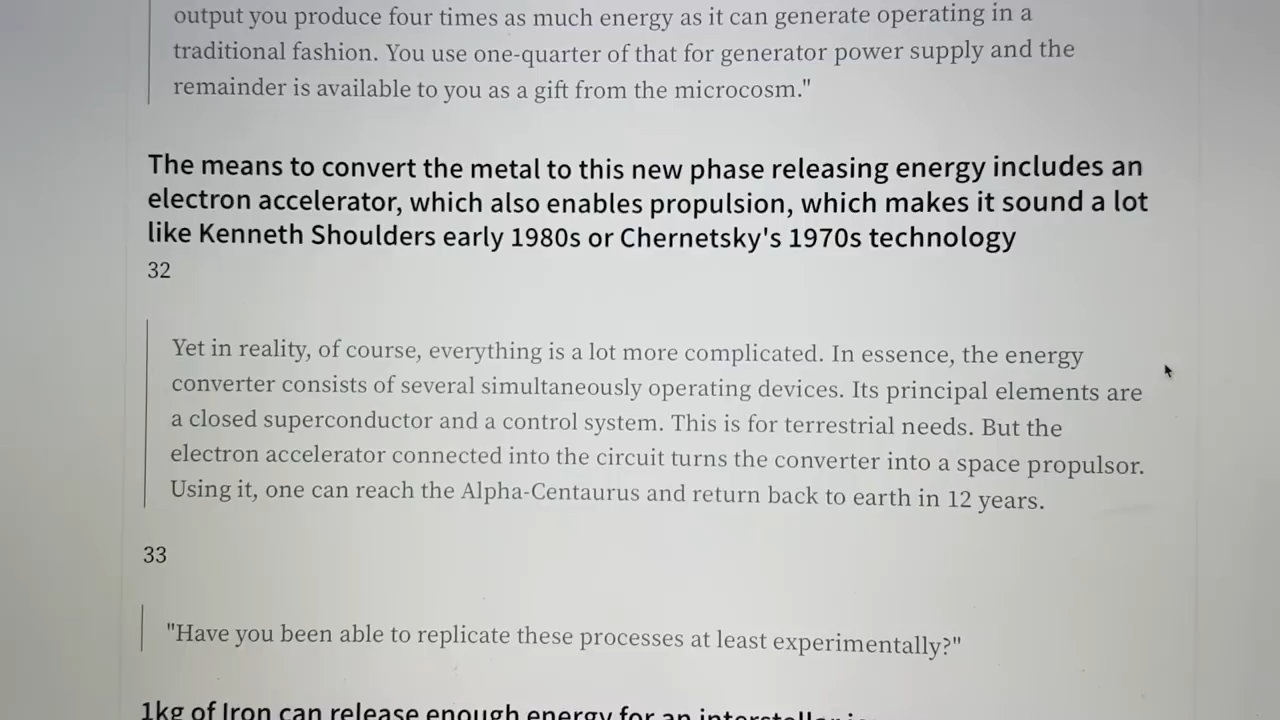 output you produce four times as much energy as it can generate operating in a
traditional fashion. You use one-quarter of that for generator power supply and the
remainder is available to you as a gift from the microcosm."
The means to convert the metal to this new phase releasing energy includes an
electron accelerator, which also enables propulsion, which makes it sound a lot
like Kenneth Shoulders early 1980s or Chernetsky's 1970s technology
32
Yet in reality, of course, everything is a lot more complicated. In essence, the energy
converter consists of several simultaneously operating devices. Its principal elements are
a closed superconductor and a control system. This is for terrestrial needs. But the
electron accelerator connected into the circuit turns the converter into a space propulsor.
Using it, one can reach the Alpha-Centaurus and return back to earth in 12 years.
33
"Have you been able to replicate these processes at least experimentally?"
1kg of Iron can release enough energy for an